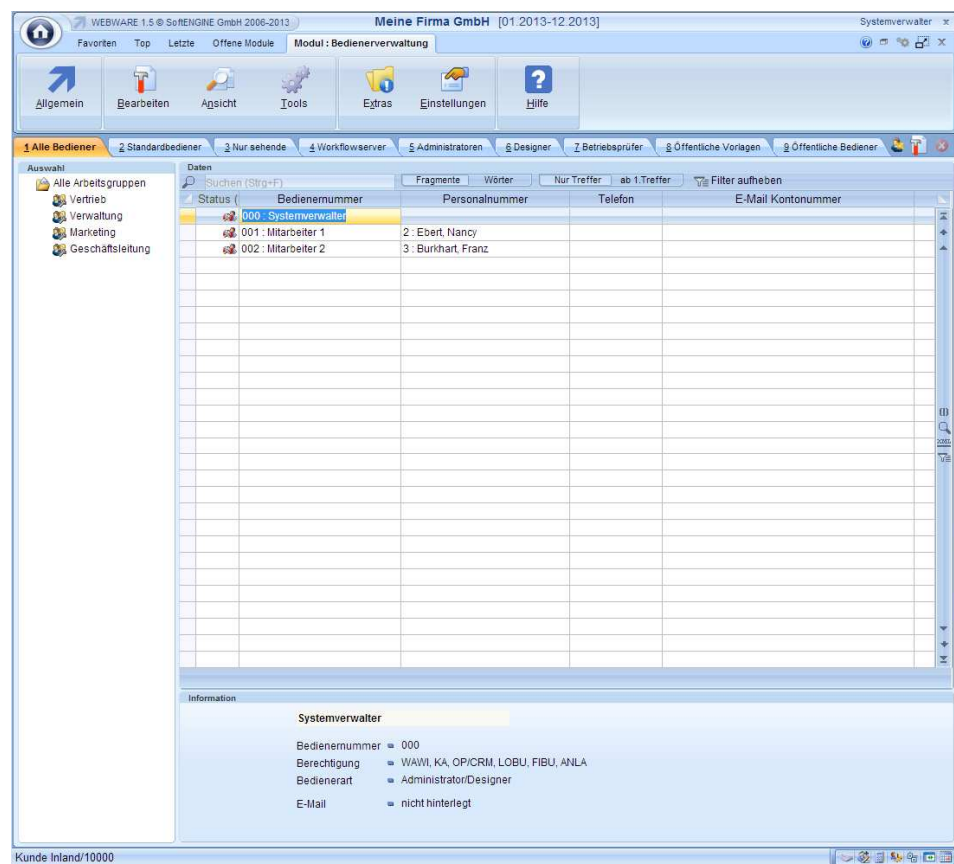 WEBWARE 1.5 © SoftENGINE GmbH 2006-2013 Meine Firma GmbH [01.2013-12.2013] Systemverwalter x
Favoriten Top Letzte Offene Module Modul : Bedienerverwaltung
Allgemein Bearbeiten Ansicht Tools Extras Einstellungen Hilfe
1 Alle Bediener 2 Standardbediener 3 Nur sehende 4 Workflowserver 5 Administratoren 6 Designer 7 Betriebsprüfer 8 Öffentliche Vorlagen 9 Öffentliche Bediener
Auswahl
Alle Arbeitsgruppen
Vertrieb
Verwaltung
Marketing
Geschäftsleitung
Daten
Suchen (Strg+F) Fragmente Wörter Nur Treffer ab 1.Treffer Filter aufheben
Status ( Bedienernummer Personalnummer Telefon E-Mail Kontonummer
000 : Systemverwalter
001 : Mitarbeiter 1 2 : Ebert, Nancy
002 : Mitarbeiter 2 3 : Burkhart, Franz
XML
Information
Systemverwalter
Bedienernummer 000
Berechtigung WAWI, KA, OP/CRM, LOBU, FIBU, ANLA
Bedienerart Administrator/Designer
E-Mail nicht hinterlegt
Kunde Inland/10000